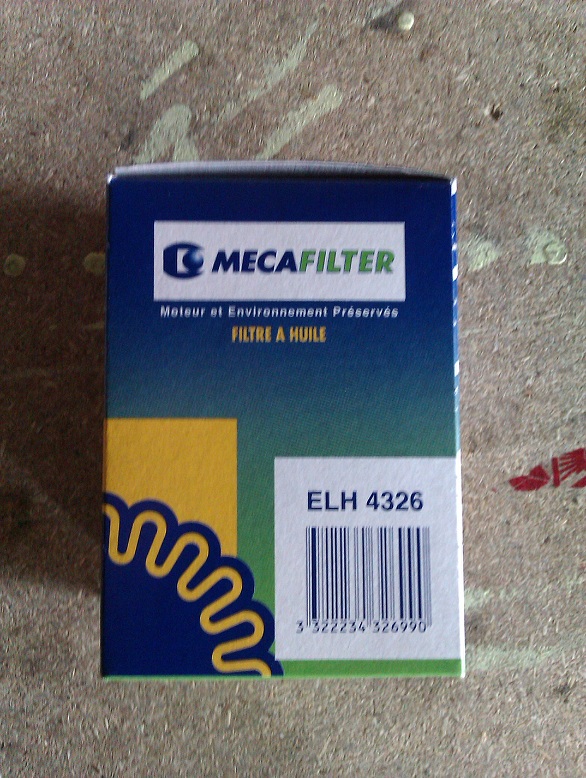 MECAFILTER
Moteur et Environnement Préservés
FILTRE A HUILE
ELH 4326
3 322234 326990